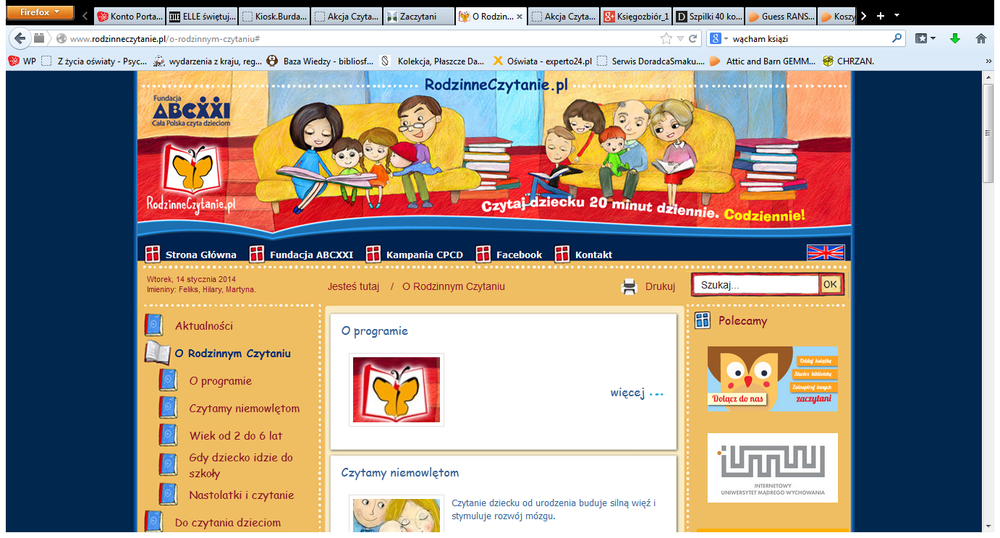 Firefox
Konto Porta...
ELLE świętuj...
Kiosk.Burda...
Akcja Czyta...
Zaczytani
O Rodzin...
Akcja Czyta...
Księgozbiór_1
Szpilki 40 ko...
Guess RANS...
Koszy
www.rodzinneczytanie.pl/o-rodzinnym-czytaniu#
wącham książi
WP
Z życia oświaty - Psyc...
wydarzenia z kraju, reg...
Baza Wiedzy - bibliosf...
Kolekcja, Płaszcze Da...
Oświata - experto24.pl
Serwis DoradcaSmaku....
Attic and Barn GEMM...
CHRZAN.
RodzinneCzytanie.pl
Fundacja
ABCXXI
Cała Polska czyta dzieciom
RodzinneCzytanie.pl
Czytaj dziecku 20 minut dziennie. Codziennie!
Strona Główna
Fundacja ABCXXI
Kampania CPCD
Facebook
Kontakt
Wtorek, 14 stycznia 2014
Imieniny: Feliks, Hilary, Martyna.
Jesteś tutaj / O Rodzinnym Czytaniu
Drukuj
Szukaj...
OK
Aktualności
O Rodzinnym Czytaniu
O programie
Czytamy niemowlętom
Wiek od 2 do 6 lat
Gdy dziecko idzie do
szkoły
Nastolatki i czytanie
Do czytania dzieciom
O programie
więcej ...
Czytamy niemowlętom
Czytanie dziecku od urodzenia buduje silną więź i
stymuluje rozwój mózgu.
Polecamy
Oddaj książkę
Stwórz bibliotekę
Zainspiruj innych
Dołącz do nas
zaczytani
INTERNETOWY
UNIWERSYTET MĄDREGO WYCHOWANIA